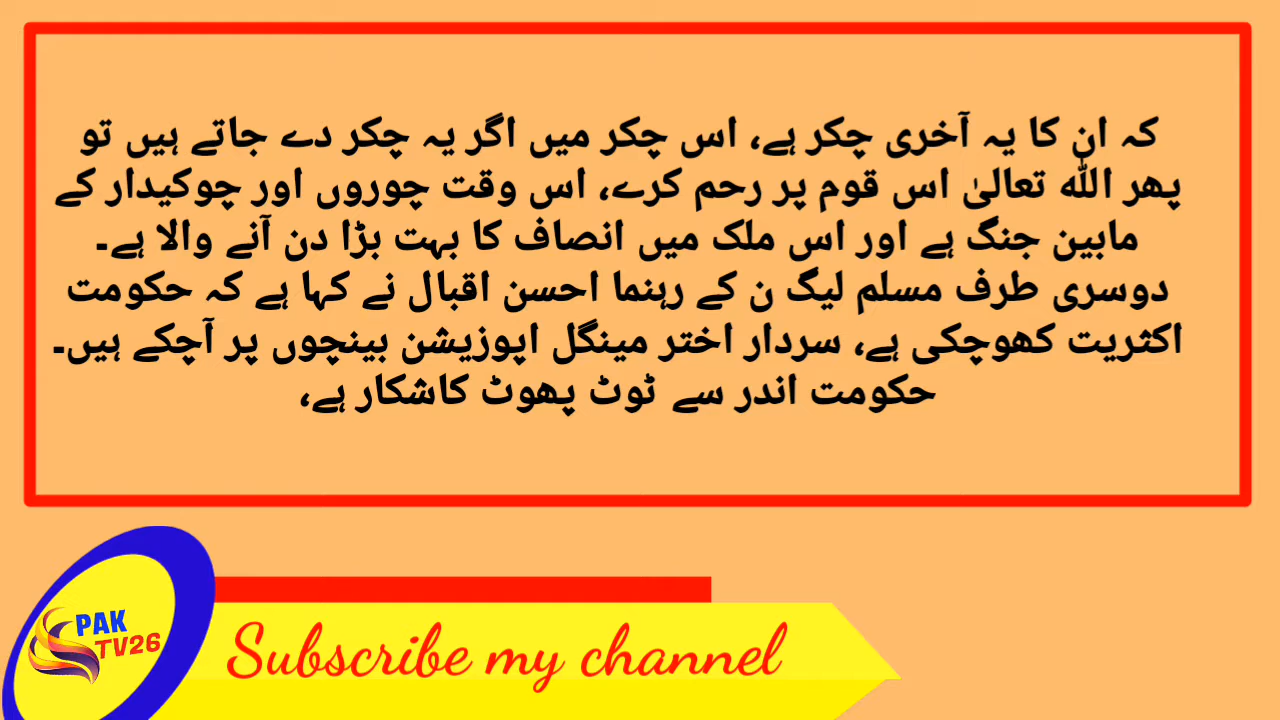 کہ ان کا یہ آخری چکر ہے، اس چکر میں اگر یہ چکر دے جاتے ہیں تو
پھر اللہ تعالیٰ اس قوم پر رحم کرے، اس وقت چوروں اور چوکیدار کے
مابین جنگ ہے اور اس ملک میں انصاف کا بہت بڑا دن آنے والا ہے۔
دوسری طرف مسلم لیگ ن کے رہنما احسن اقبال نے کہا ہے کہ حکومت
اکثریت کھوچکی ہے، سردار اختر مینگل اپوزیشن بینچوں پر آچکے ہیں۔
حکومت اندر سے ٹوٹ پھوٹ کاشکار ہے،
PAK
TV26
Subscribe my channel